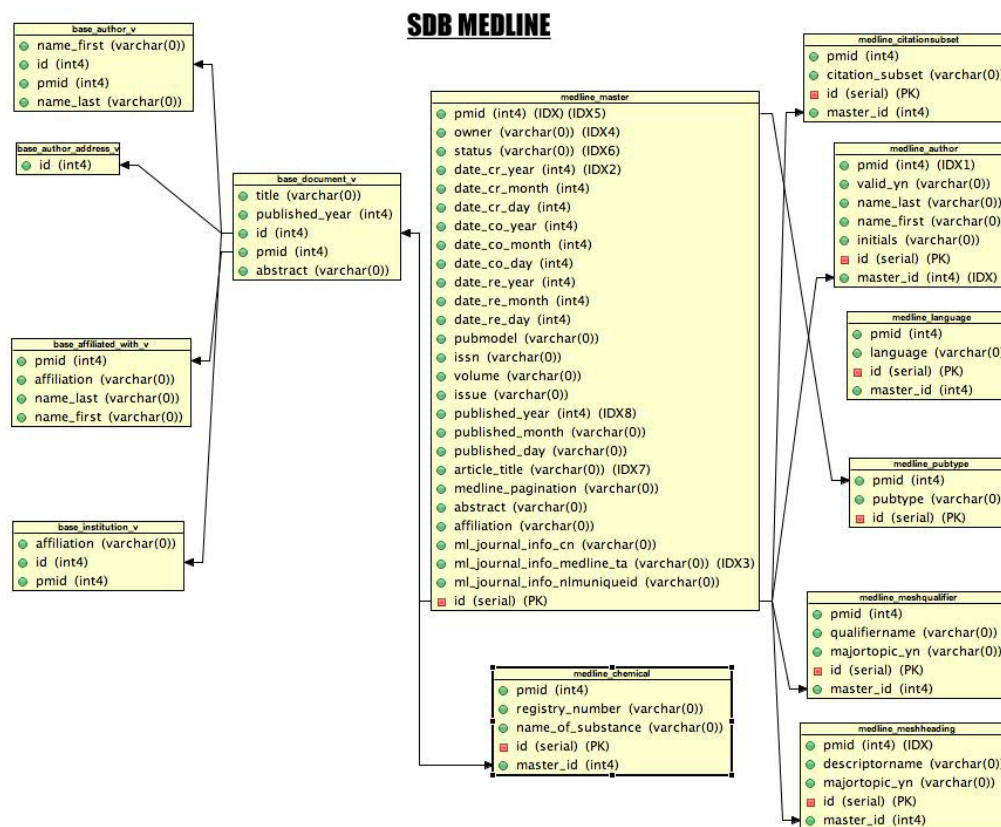 SDB MEDLINE
base_author_v
name_first (varchar(0))
id (int4)
pmid (int4)
name_last (varchar(0))
base_author_address_v
id (int4)
base_document_v
title (varchar(0))
published_year (int4)
id (int4)
pmid (int4)
abstract (varchar(0))
base_affiliated_with_v
pmid (int4)
affiliation (varchar(0))
name_last (varchar(0))
name_first (varchar(0))
base_institution_v
affiliation (varchar(0))
id (int4)
pmid (int4)
medline_master
pmid (int4) (IDX) (IDX5)
owner (varchar(0)) (IDX4)
status (varchar(0)) (IDX6)
date_cr_year (int4) (IDX2)
date_cr_month (int4)
date_cr_day (int4)
date_co_year (int4)
date_co_month (int4)
date_co_day (int4)
date_re_year (int4)
date_re_month (int4)
date_re_day (int4)
pubmodel (varchar(0))
issn (varchar(0))
volume (varchar(0))
issue (varchar(0))
published_year (int4) (IDX8)
published_month (varchar(0))
published_day (varchar(0))
article_title (varchar(0)) (IDX7)
medline_pagination (varchar(0))
abstract (varchar(0))
affiliation (varchar(0))
ml_journal_info_cn (varchar(0))
ml_journal_info_medline_ta (varchar(0)) (IDX3)
ml_journal_info_nlmuniqueid (varchar(0))
id (serial) (PK)
medline_chemical
pmid (int4)
registry_number (varchar(0))
name_of_substance (varchar(0))
id (serial) (PK)
master_id (int4)
medline_citationsubset
pmid (int4)
citation_subset (varchar(0))
id (serial) (PK)
master_id (int4)
medline_author
pmid (int4) (IDX1)
valid_yn (varchar(0))
name_last (varchar(0))
name_first (varchar(0))
initials (varchar(0))
id (serial) (PK)
master_id (int4) (IDX)
medline_language
pmid (int4)
language (varchar(0)
id (serial) (PK)
master_id (int4)
medline_pubtype
pmid (int4)
pubtype (varchar(0)
id (serial) (PK)
medline_meshqualifier
pmid (int4)
qualifiername (varchar(0))
majortopic_yn (varchar(0))
id (serial) (PK)
master_id (int4)
medline_meshheading
pmid (int4) (IDX)
descriptorname (varchar(0))
majortopic_yn (varchar(0))
id (serial) (PK)
master_id (int4)